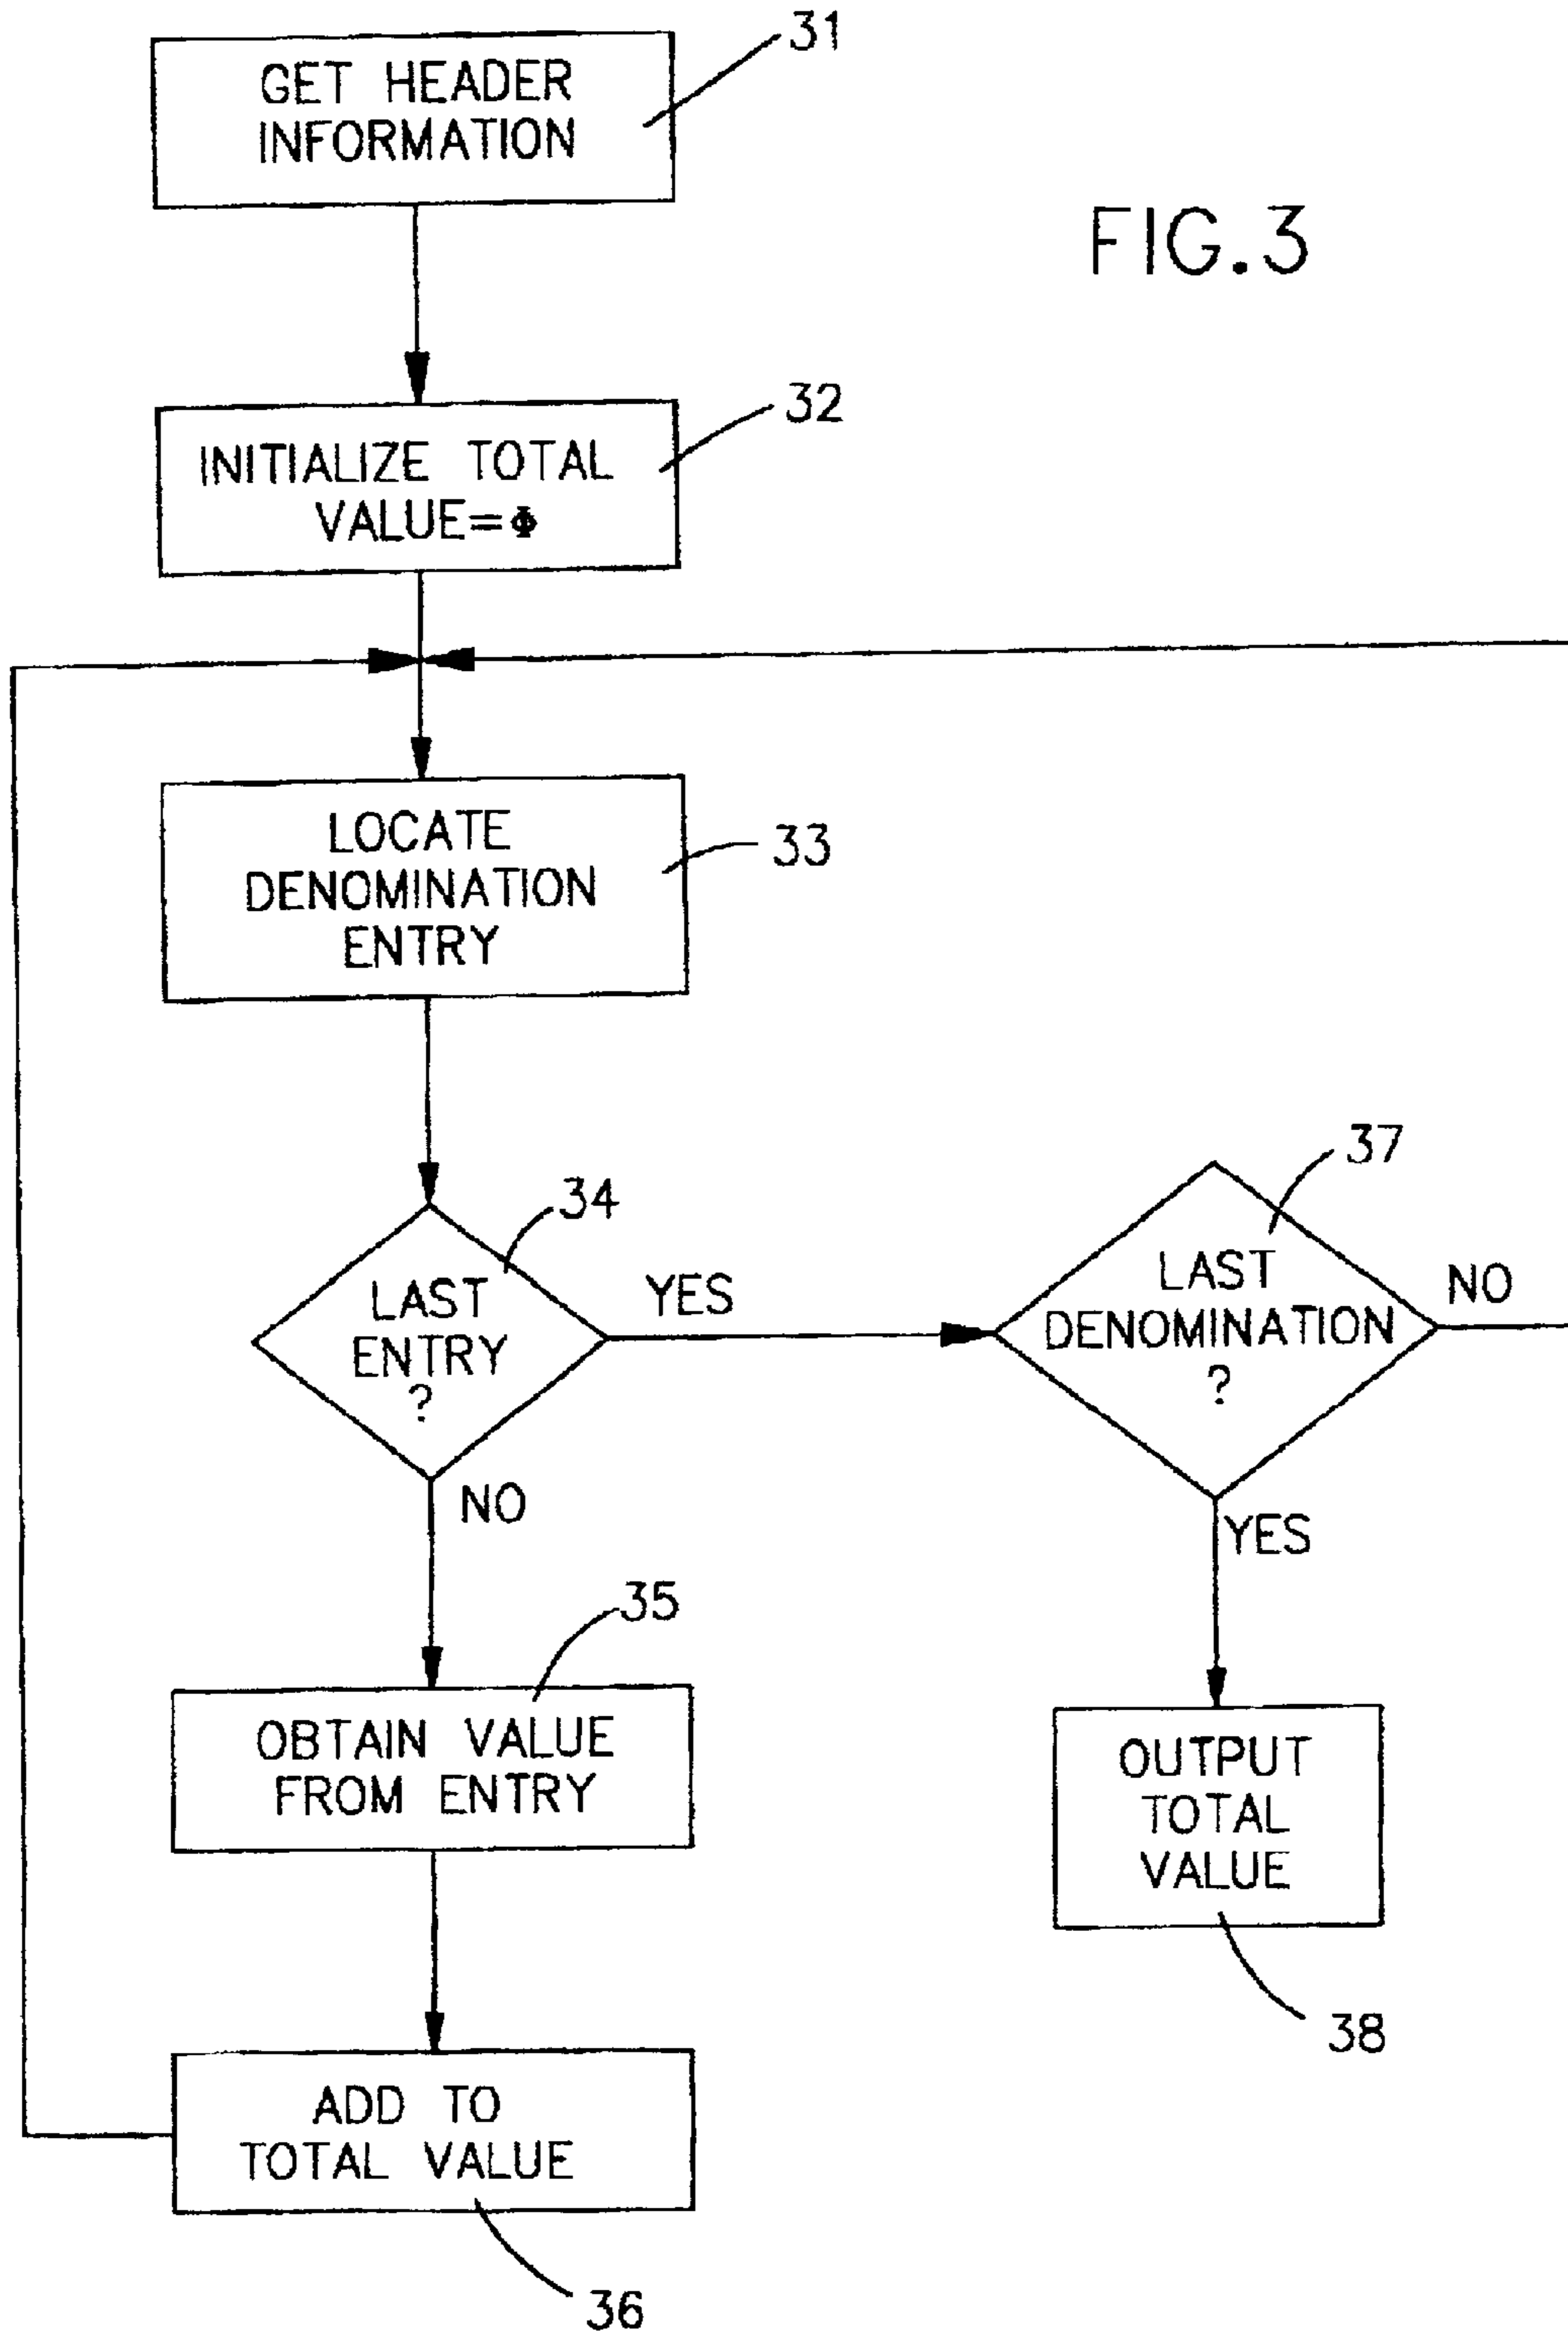 31
GET HEADER
INFORMATION
FIG.3
32
INITIALIZE TOTAL
VALUE=Φ
33
LOCATE
DENOMINATION
ENTRY
34
LAST
ENTRY
?
YES
NO
37
LAST
DENOMINATION
?
NO
YES
35
OBTAIN VALUE
FROM ENTRY
OUTPUT
TOTAL
VALUE
38
ADD TO
TOTAL VALUE
36